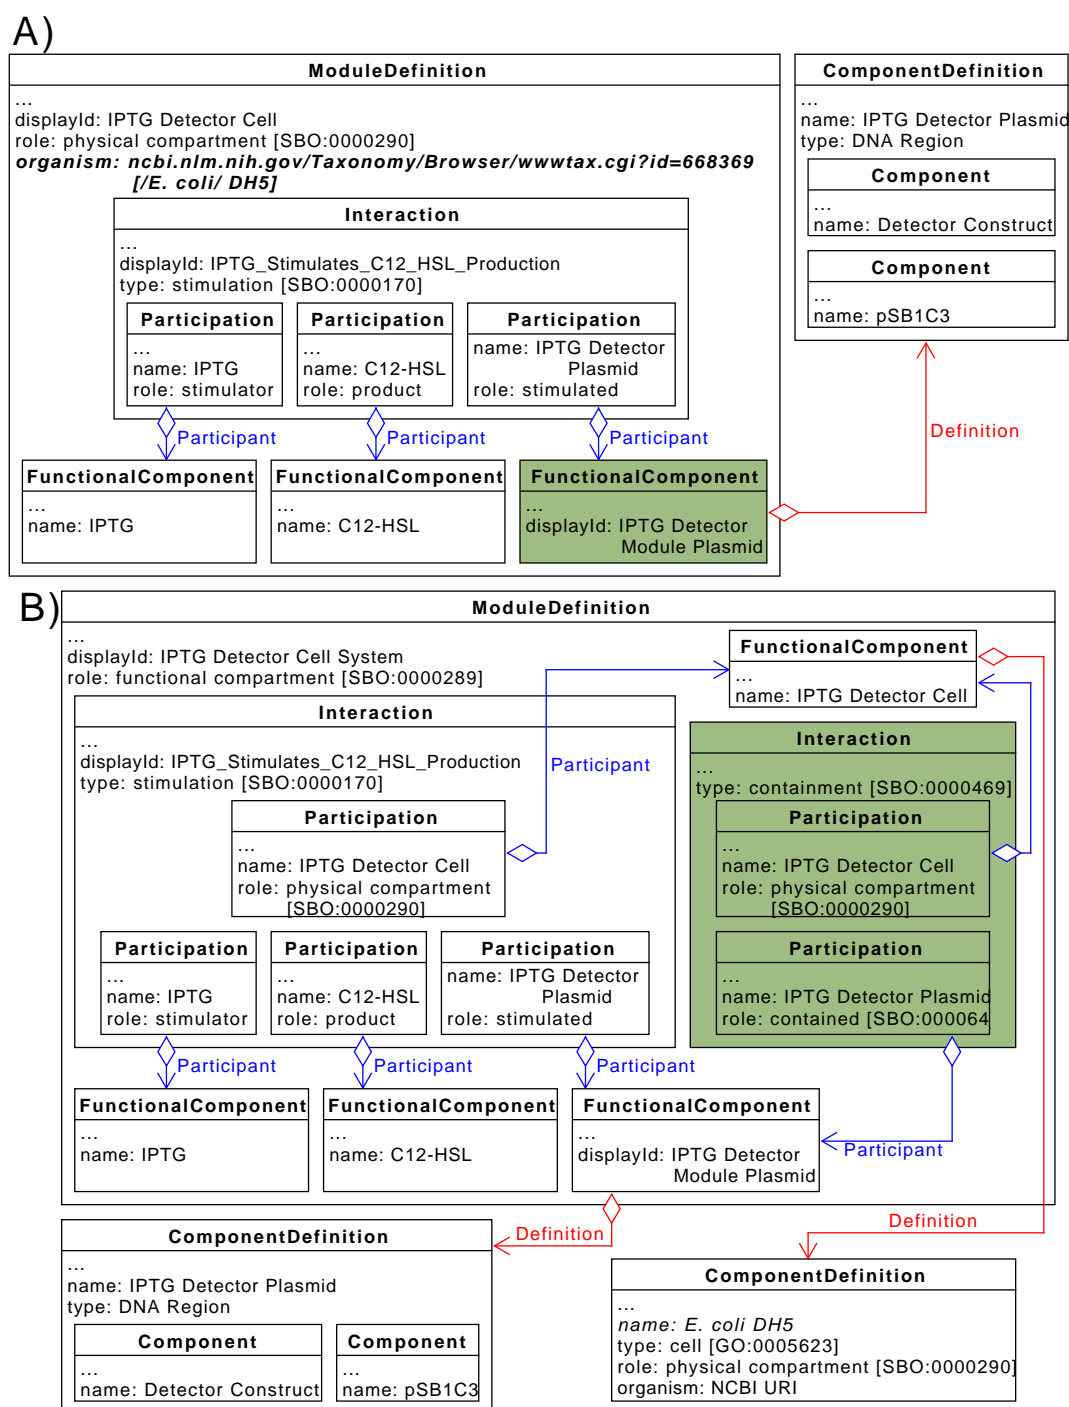 A)
ModuleDefinition
...
displayId: IPTG Detector Cell
role: physical compartment [SBO:0000290]
organism: ncbi.nlm.nih.gov/Taxonomy/Browser/wwwtax.cgi?id=668369
[/E. coli/ DH5]
Interaction
...
displayId: IPTG_Stimulates_C12_HSL_Production
type: stimulation [SBO:0000170]
Participation
...
name: IPTG
role: stimulator
Participation
...
name: C12-HSL
role: product
Participation
name: IPTG Detector
Plasmid
role: stimulated
Participant
Participant
Participant
FunctionalComponent
...
name: IPTG
FunctionalComponent
...
name: C12-HSL
FunctionalComponent
...
displayId: IPTG Detector
Module Plasmid
ComponentDefinition
...
name: IPTG Detector Plasmid
type: DNA Region
Component
...
name: Detector Construct
Component
...
name: pSB1C3
Definition
B)
ModuleDefinition
...
displayId: IPTG Detector Cell System
role: functional compartment [SBO:0000289]
FunctionalComponent
...
name: IPTG Detector Cell
Interaction
...
displayId: IPTG_Stimulates_C12_HSL_Production
type: stimulation [SBO:0000170]
Participation
...
name: IPTG Detector Cell
role: physical compartment
[SBO:0000290]
Participant
Participation
...
name: IPTG
role: stimulator
Participation
...
name: C12-HSL
role: product
Participation
name: IPTG Detector
Plasmid
role: stimulated
Interaction
...
type: containment [SBO:0000469]
Participation
...
name: IPTG Detector Cell
role: physical compartment
[SBO:0000290]
Participation
...
name: IPTG Detector Plasmid
role: contained [SBO:000064
Participant
Participant
Participant
Participant
FunctionalComponent
...
name: IPTG
FunctionalComponent
...
name: C12-HSL
FunctionalComponent
...
displayId: IPTG Detector
Module Plasmid
Definition
Definition
ComponentDefinition
...
name: IPTG Detector Plasmid
type: DNA Region
Component
...
name: Detector Construct
Component
...
name: pSB1C3
ComponentDefinition
...
name: E. coli DH5
type: cell [GO:0005623]
role: physical compartment [SBO:0000290]
organism: NCBI URI